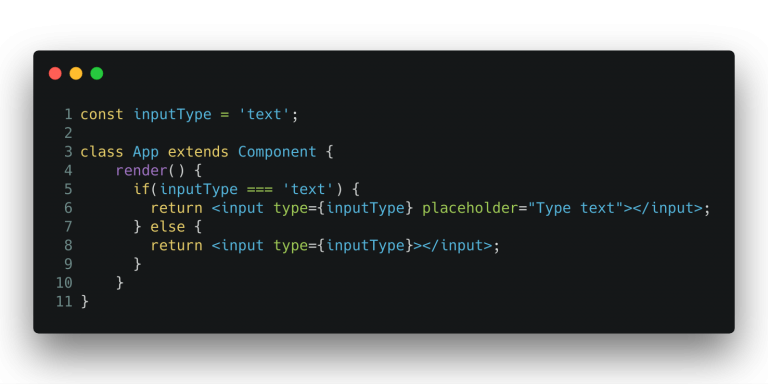 1 const inputType = 'text';
2
3 class App extends Component {
4     render() {
5       if(inputType === 'text') {
6         return <input type={inputType} placeholder="Type text"></input>;
7       } else {
8         return <input type={inputType}></input>;
9       }
10     }
11 }